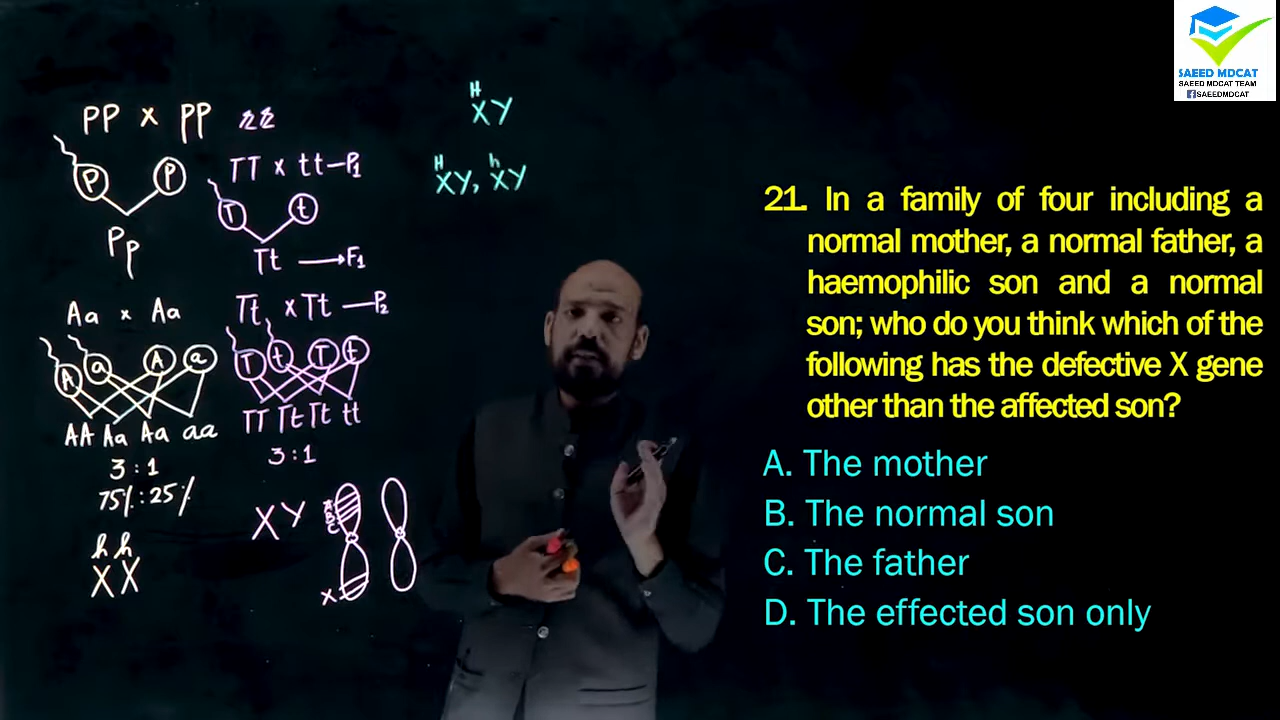 SAEED MDCAT
SAEED MDCAT TEAM
SAEEDMDCAT
PP x pp
TT x tt — P₁
P p
T t
Pp
Tt → F₁
Aa x Aa
Tt x Tt — P₂
A a A a
T t T t
AA Aa Aa aa
TT Tt Tt tt
3:1
3:1
75%:25%
h h
X X
X Y
X
H
XY
H h
XY, XY
21. In a family of four including a
normal mother, a normal father, a
haemophilic son and a normal
son; who do you think which of the
following has the defective X gene
other than the affected son?
A. The mother
B. The normal son
C. The father
D. The effected son only